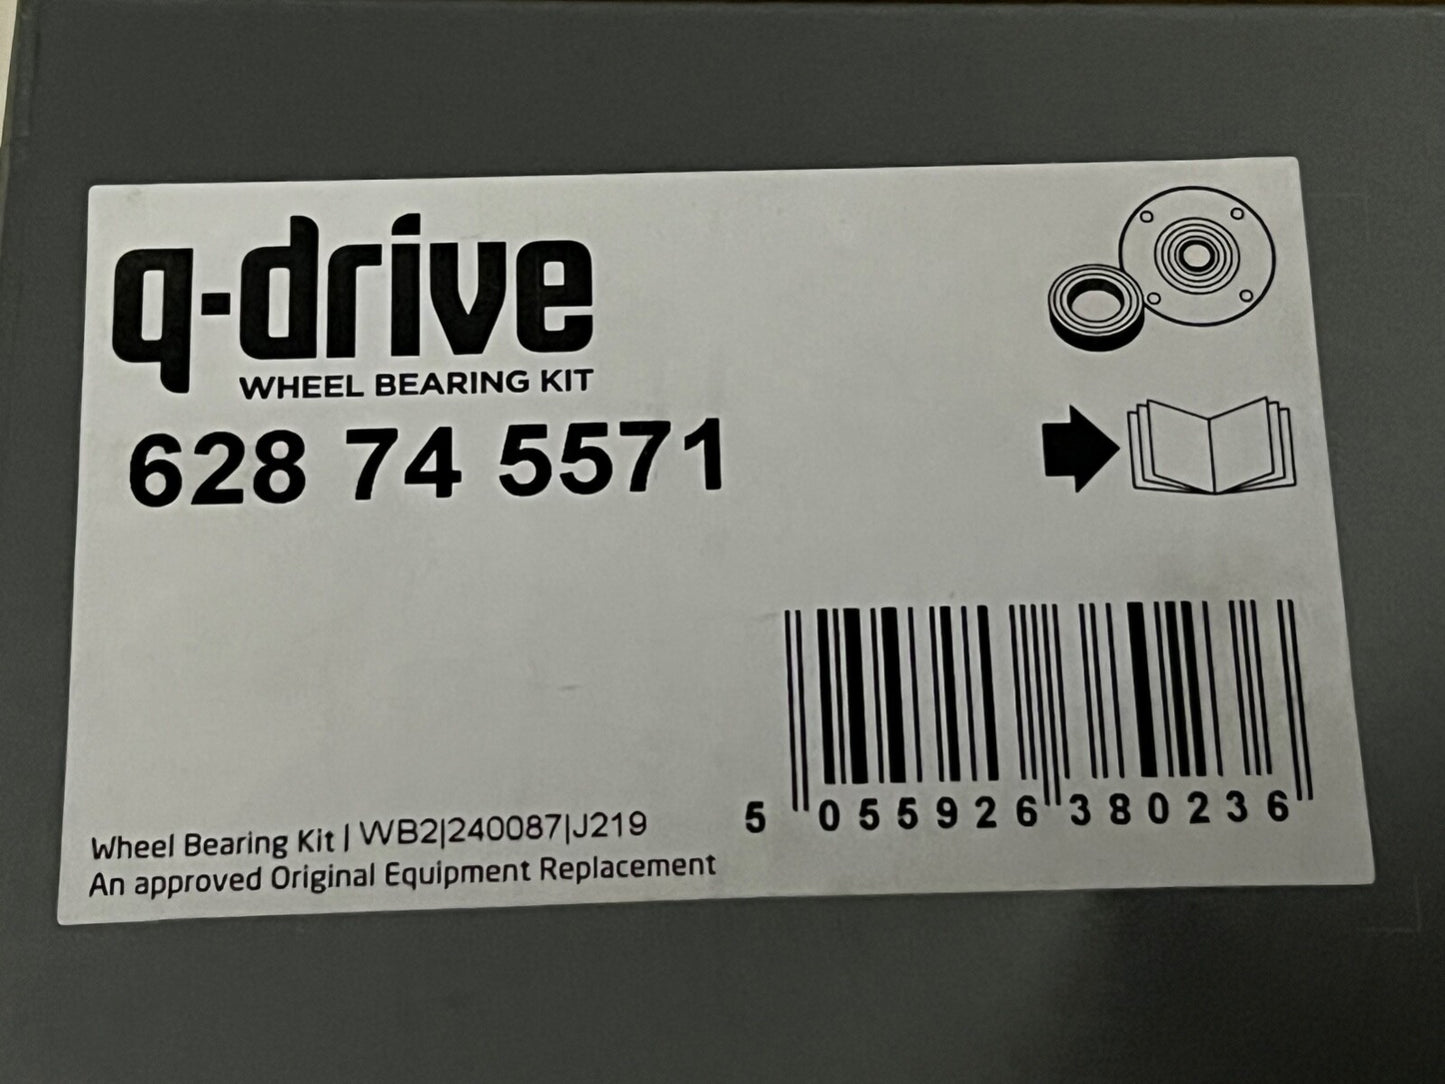 q-drive
WHEEL BEARING KIT
628 74 5571
5 055926 380236
Wheel Bearing Kit | WB2|240087|J219
An approved Original Equipment Replacement